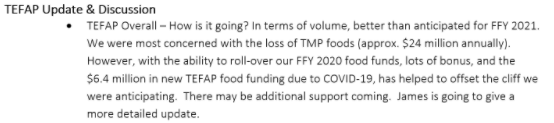 TEFAP Update & Discussion
• TEFAP Overall – How is it going? In terms of volume, better than anticipated for FFY 2021.
We were most concerned with the loss of TMP foods (approx. $24 million annually).
However, with the ability to roll-over our FFY 2020 food funds, lots of bonus, and the
$6.4 million in new TEFAP food funding due to COVID-19, has helped to offset the cliff we
were anticipating.  There may be additional support coming.  James is going to give a
more detailed update.